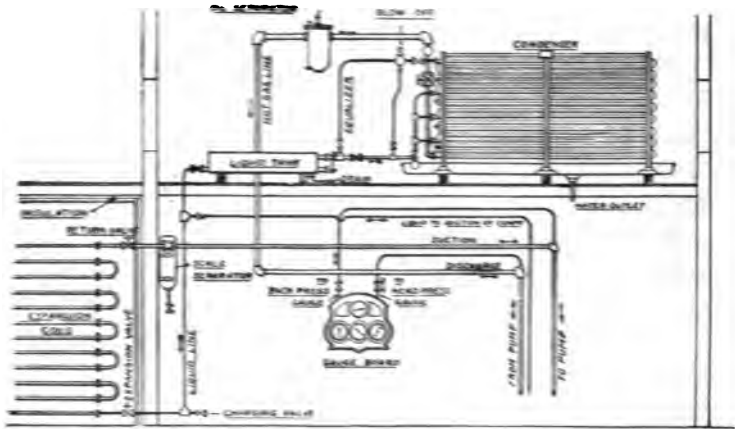 BLOW OFF
CONDENSER
HOT GAS LINE
EQUALIZER
LIQUID TANK
DRAIN
INSULATION
WATER OUTLET
RETURN VALVE
SUCTION
SCALE
SEPARATOR
DISCHARGE
TO
BACK PRESS
GAUGE
TO
HEAD PRESS
GAUGE
EXPANSION
COILS
EXPANSION VALVE
LIQUID LINE
GAUGE BOARD
FROM PUMP
TO PUMP
CHARGING VALVE